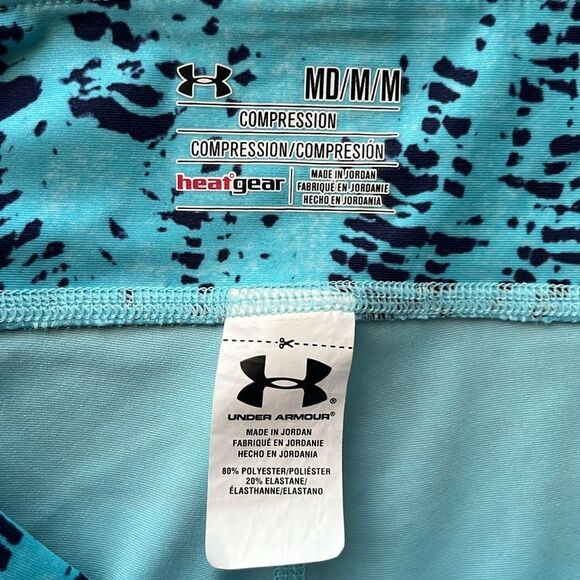 MD/M/M
COMPRESSION
COMPRESSION/COMPRESIÓN
heatgear
MADE IN JORDAN
FABRIQUÉ EN JORDANIE
HECHO EN JORDANIA
UNDER ARMOUR®
MADE IN JORDAN
FABRIQUÉ EN JORDANIE
HECHO EN JORDANIA
80% POLYESTER/POLIÉSTER
20% ELASTANE/
ÉLASTHANNE/ELASTANO